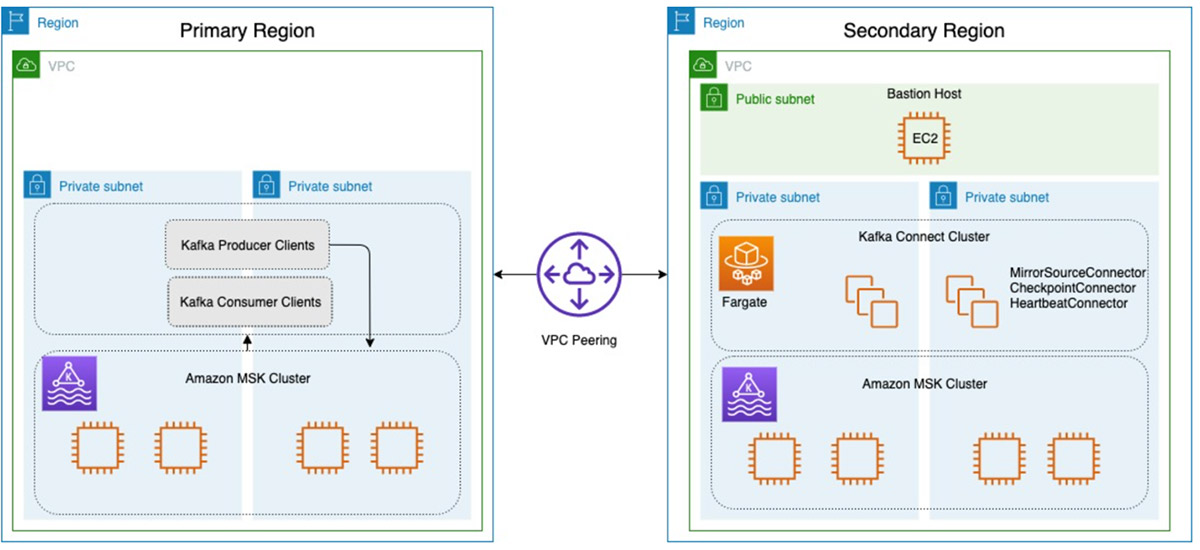 Region
Primary Region
VPC
Private subnet
Private subnet
Kafka Producer Clients
Kafka Consumer Clients
Amazon MSK Cluster
K
VPC Peering
Region
Secondary Region
VPC
Public subnet
Bastion Host
EC2
Private subnet
Private subnet
Kafka Connect Cluster
Fargate
MirrorSourceConnector
CheckpointConnector
HeartbeatConnector
Amazon MSK Cluster
K